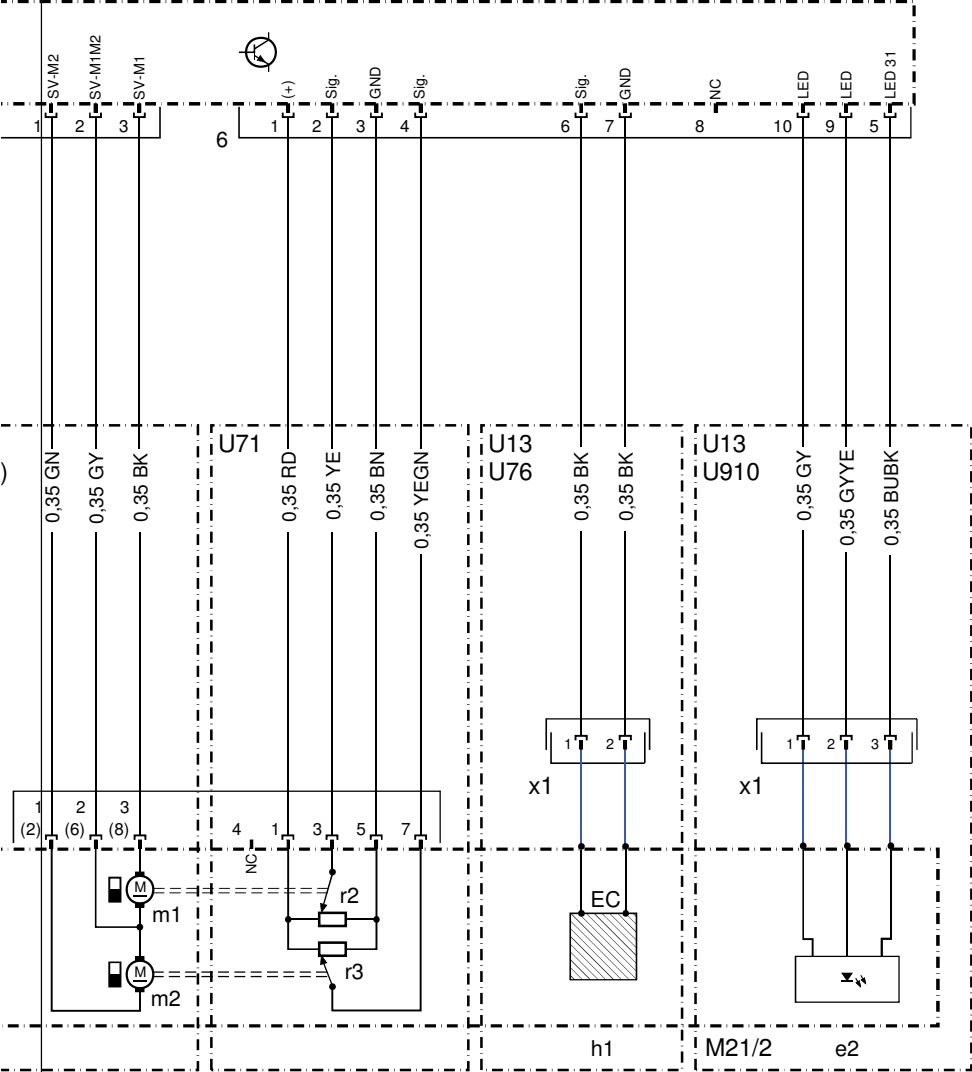 SV-M2 SV-M1M2 SV-M1 (+) Sig. GND Sig. Sig. GND NC LED LED LED 31
1 2 3 1 2 3 4 6 7 8 10 9 5
6
U71 U13 U13
) U76 U910
0,35 GN 0,35 GY 0,35 BK 0,35 RD 0,35 YE 0,35 BN 0,35 YEGN 0,35 BK 0,35 BK 0,35 GY 0,35 GYYE 0,35 BUBK
1 2 1 2 3
x1 x1
1 2 3
(2) (6) (8) 4 1 3 5 7
NC
M r2 EC
m1
M r3
m2
h1 M21/2 e2